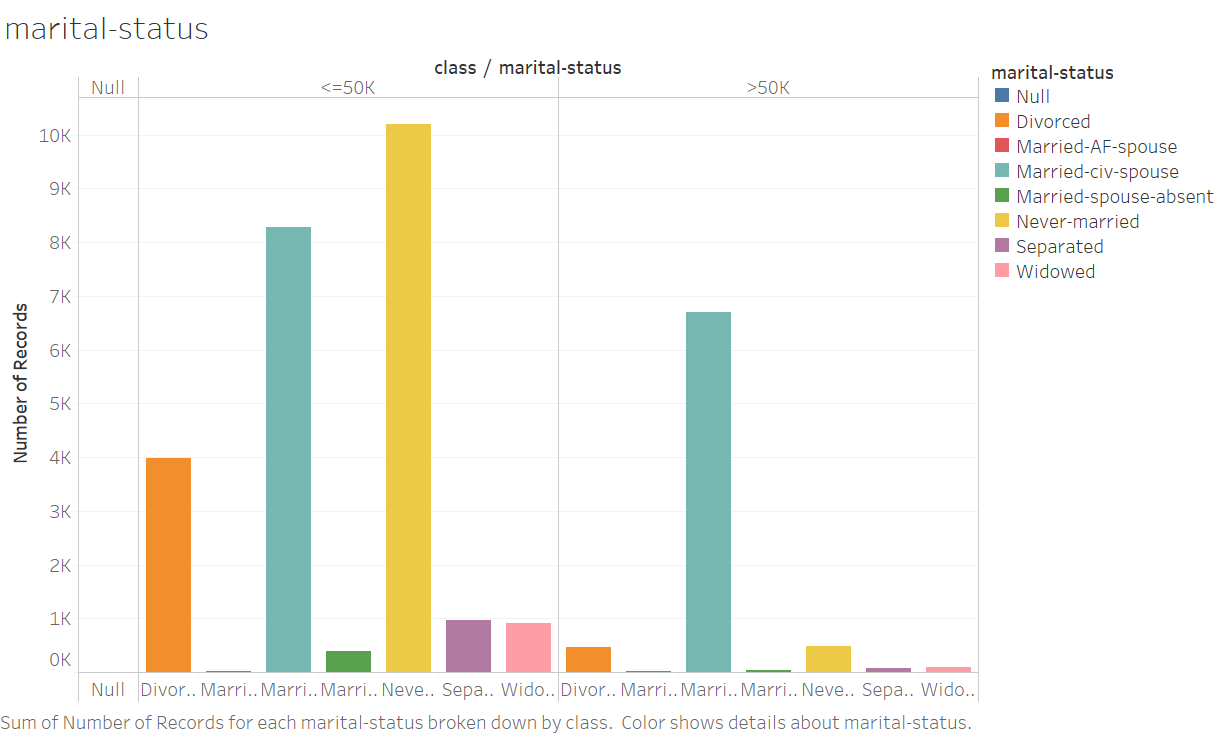 marital-status
class / marital-status
Null <=50K >50K
10K
9K
8K
7K
6K
5K
4K
3K
2K
1K
0K
Number of Records
Null Divor.. Marri.. Marri.. Marri.. Neve.. Sepa.. Wido.. Divor.. Marri.. Marri.. Marri.. Neve.. Sepa.. Wido..
Sum of Number of Records for each marital-status broken down by class.  Color shows details about marital-status.
marital-status
Null
Divorced
Married-AF-spouse
Married-civ-spouse
Married-spouse-absent
Never-married
Separated
Widowed